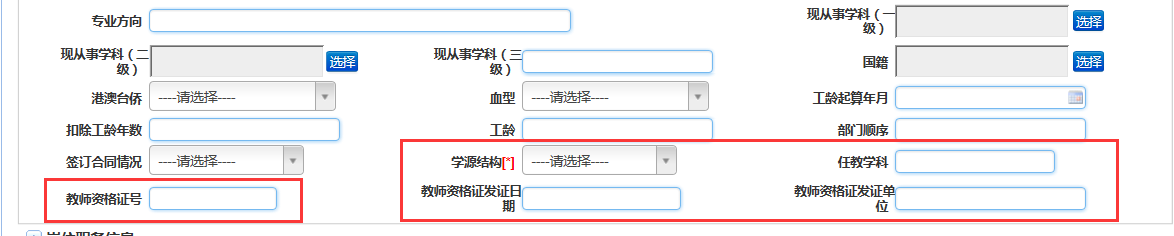 专业方向
现从事学科（一
级）
现从事学科（二
级）
选择
现从事学科（三
级）
国籍
选择
选择
港澳台侨
----请选择----
血型
----请选择----
工龄起算年月
扣除工龄年数
工龄
部门顺序
签订合同情况
----请选择----
学源结构[*]
----请选择----
任教学科
教师资格证号
教师资格证发证日
期
教师资格证发证单
位